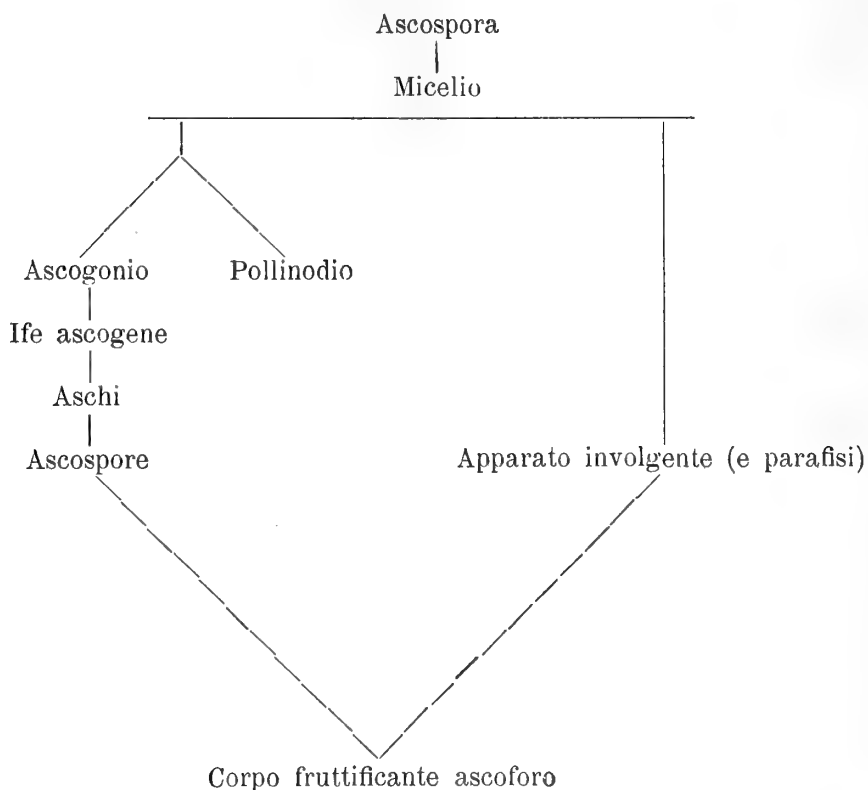 Ascospora
Micelio
Ascogonio Pollinodio
Ife ascogene
Aschi
Ascospore Apparato involgente (e parafisi)
Corpo fruttificante ascoforo